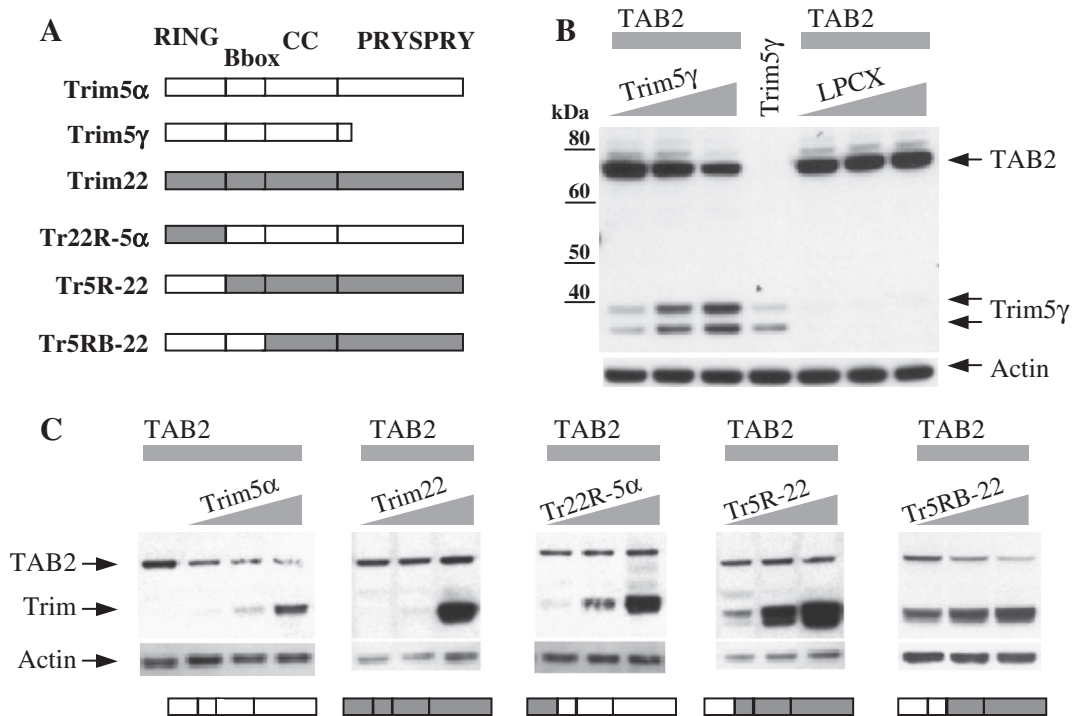 A
RING Bbox CC PRYSPRY
Trim5α
Trim5γ
Trim22
Tr22R-5α
Tr5R-22
Tr5RB-22
B
TAB2
Trim5γ
Trim5γ
TAB2
LPCX
kDa
80
60
50
40
TAB2
Trim5γ
Actin
C
TAB2
Trim5α
TAB2
Trim22
TAB2
Tr22R-5α
TAB2
Tr5R-22
TAB2
Tr5RB-22
TAB2
Trim
Actin